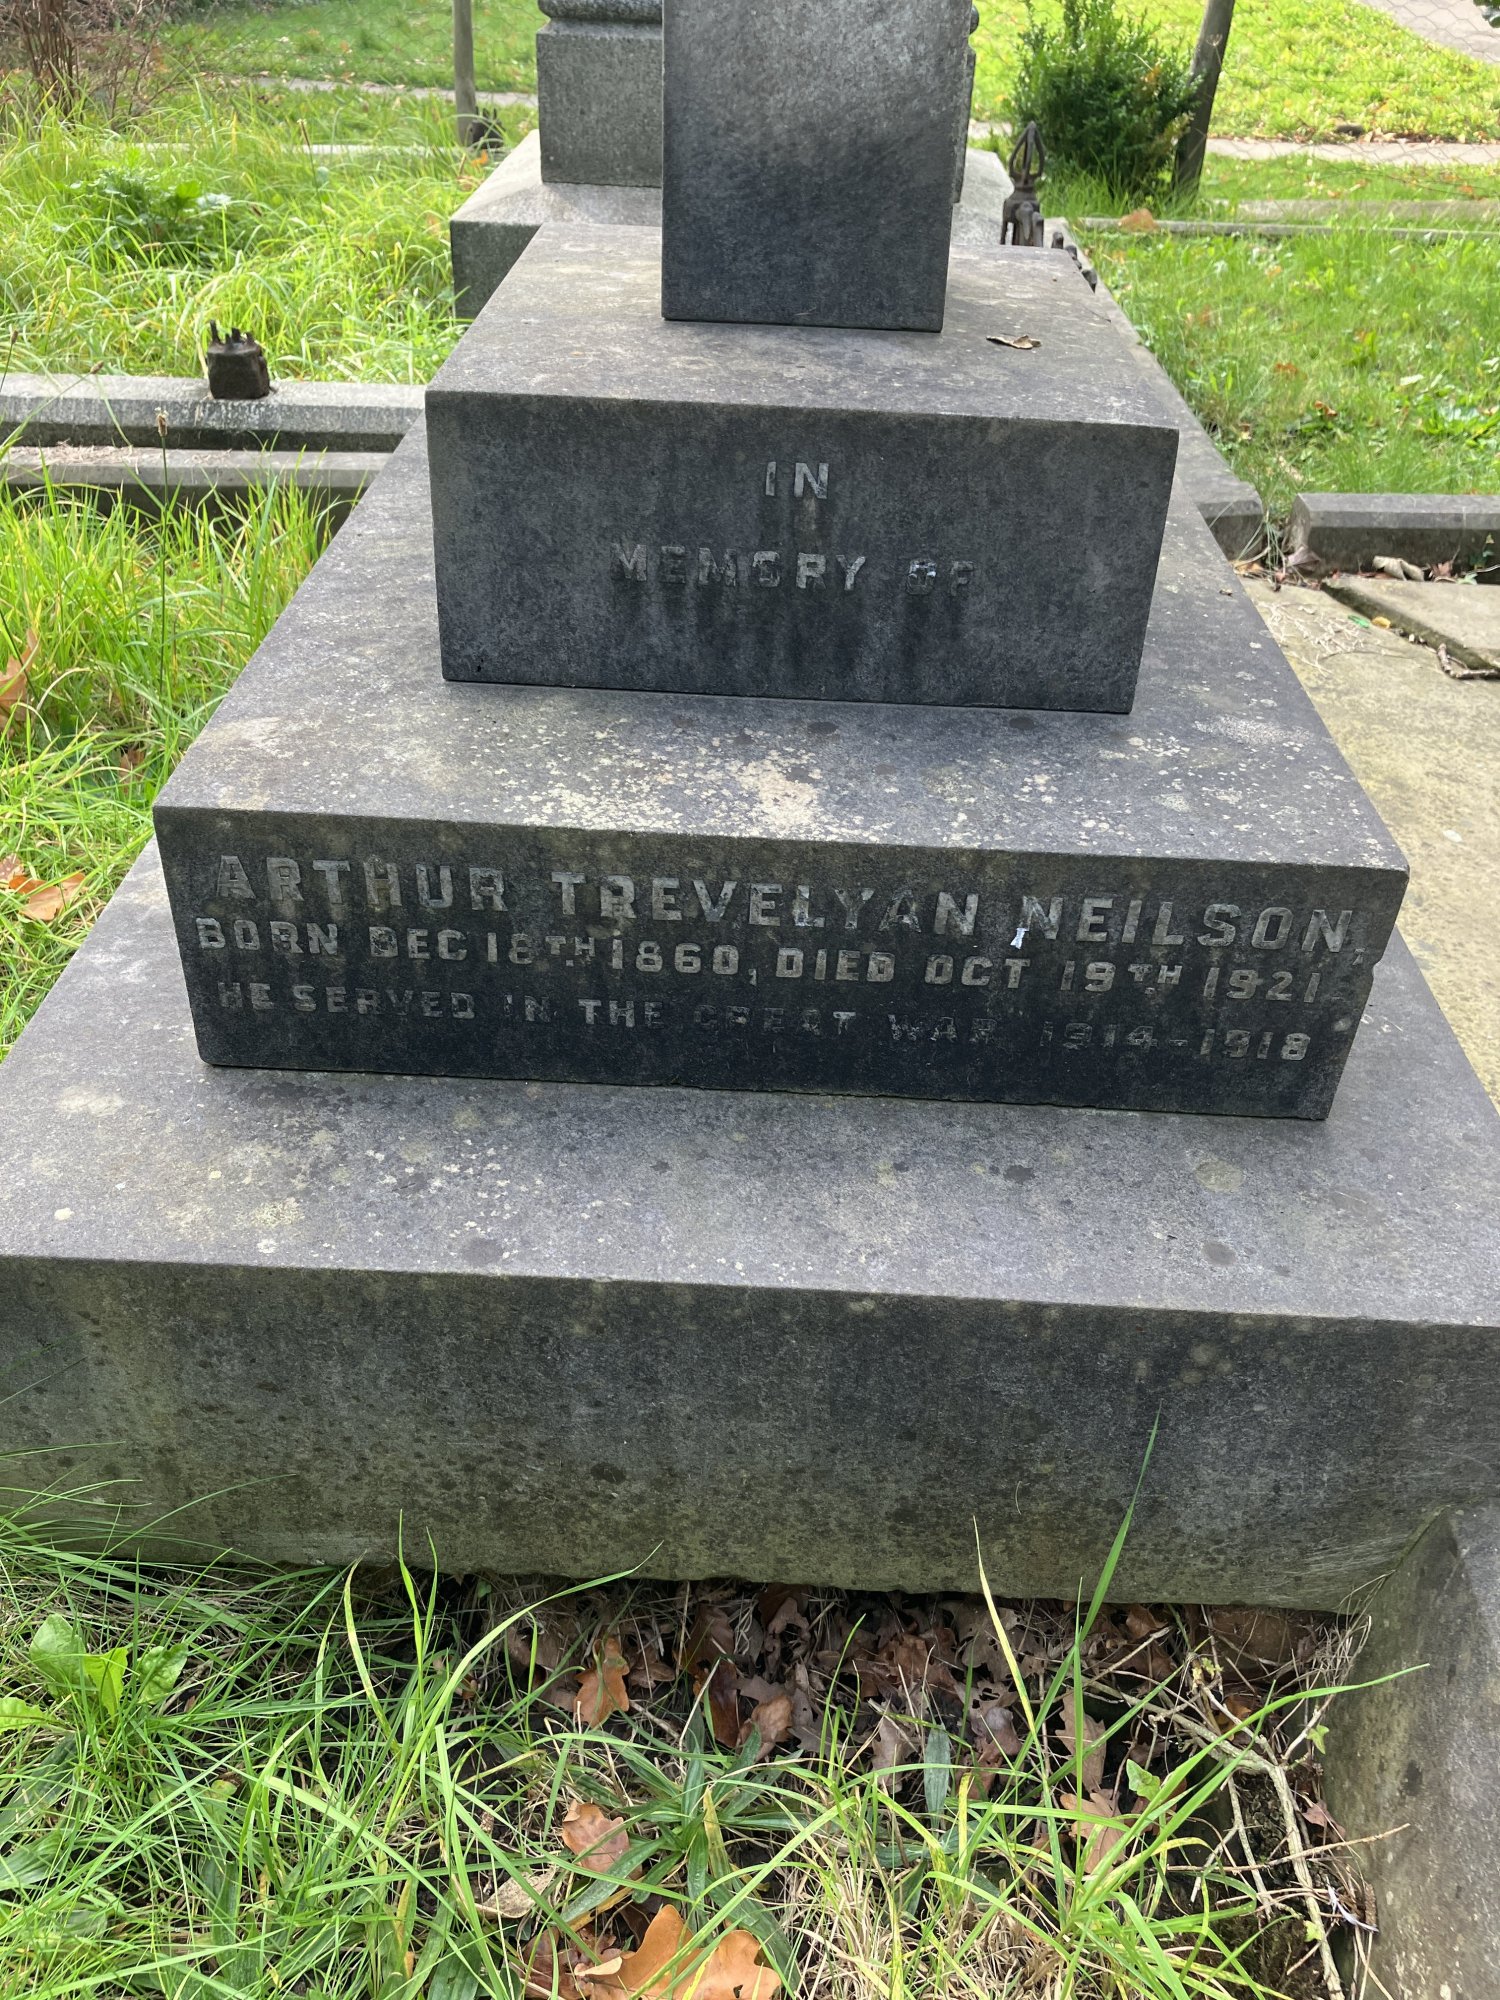 IN
MEMORY OF
ARTHUR TREVELYAN NEILSON,
BORN DEC 18TH 1860, DIED OCT 19TH 1921
HE SERVED IN THE GREAT WAR 1914-1918